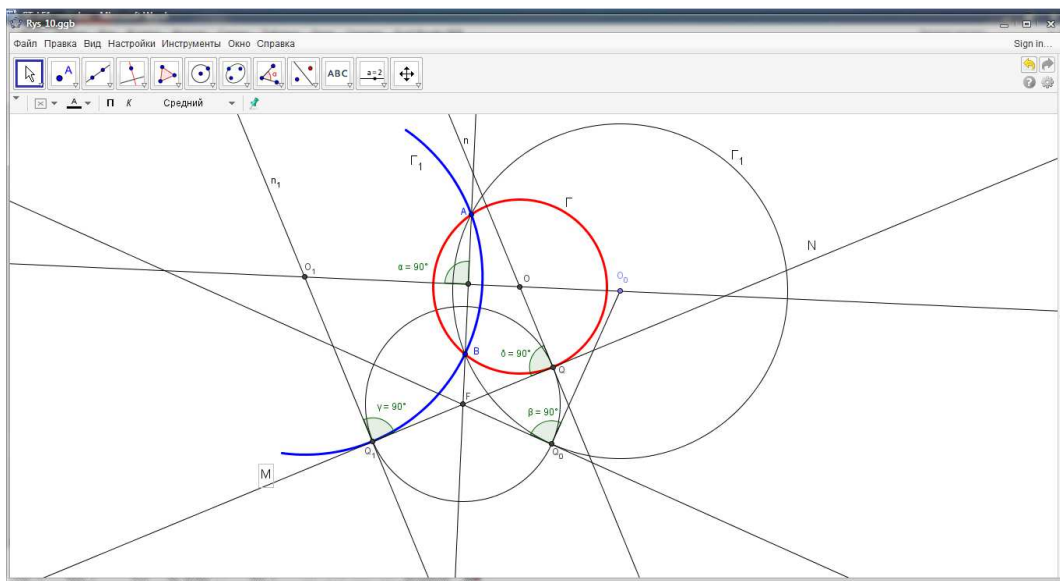 Rys_10.ggb
Файл Правка Вид Настройки Инструменты Окно Справка
Sign in...
A
α
ABC
a=2
A П К Средний
n
Γ₁
Γ₁
n₁
Γ
A
N
O₁
α = 90°
O
O₀
B
δ = 90°
Q
F
γ = 90°
β = 90°
Q₁
Q₀
M